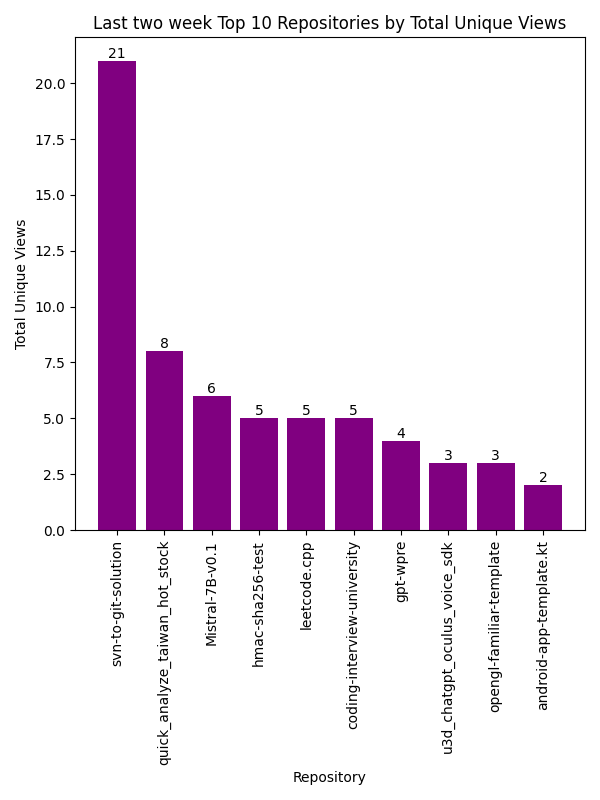 Last two week Top 10 Repositories by Total Unique Views
Total Unique Views
20.0
17.5
15.0
12.5
10.0
7.5
5.0
2.5
0.0
21
8
6
5
5
5
4
3
3
2
svn-to-git-solution
quick_analyze_taiwan_hot_stock
Mistral-7B-v0.1
hmac-sha256-test
leetcode.cpp
coding-interview-university
gpt-wpre
u3d_chatgpt_oculus_voice_sdk
opengl-familiar-template
android-app-template.kt
Repository